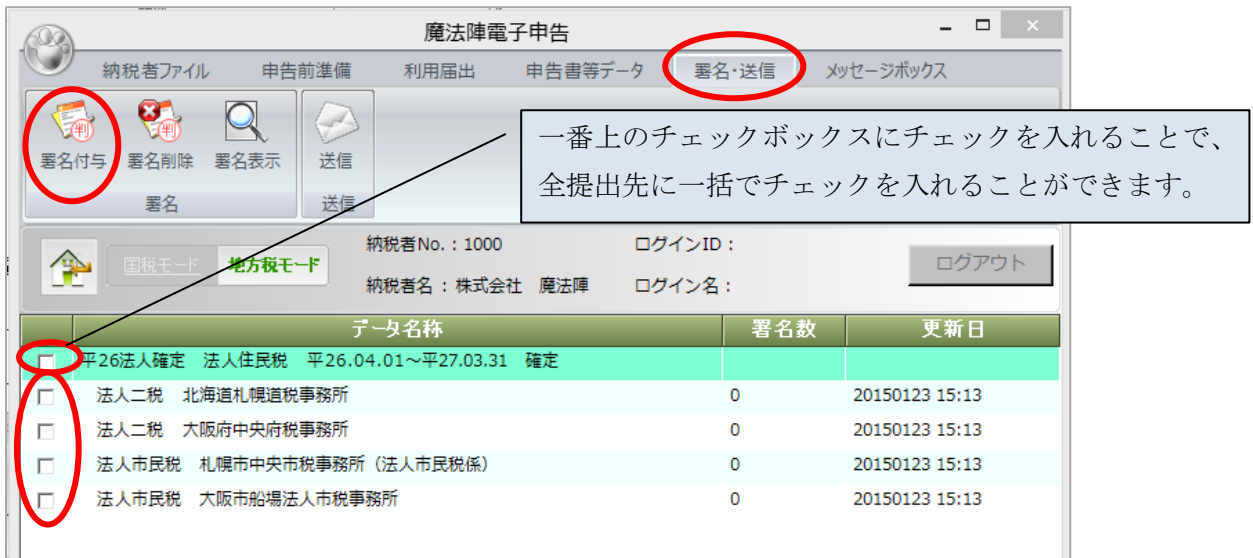 魔法陣電子申告
納税者ファイル 申告前準備 利用届出 申告書等データ 署名・送信 メッセージボックス
署名付与 署名削除 署名表示 送信
署名 送信
一番上のチェックボックスにチェックを入れることで、
全提出先に一括でチェックを入れることができます。
納税者No.：1000 ログインID：
国税モード 地方税モード ログアウト
納税者名：株式会社 魔法陣 ログイン名：
データ名称 署名数 更新日
平26法人確定 法人住民税 平26.04.01～平27.03.31 確定
法人二税 北海道札幌道税事務所 0 20150123 15:13
法人二税 大阪府中央府税事務所 0 20150123 15:13
法人市民税 札幌市中央市税事務所（法人市民税係） 0 20150123 15:13
法人市民税 大阪市船場法人市税事務所 0 20150123 15:13